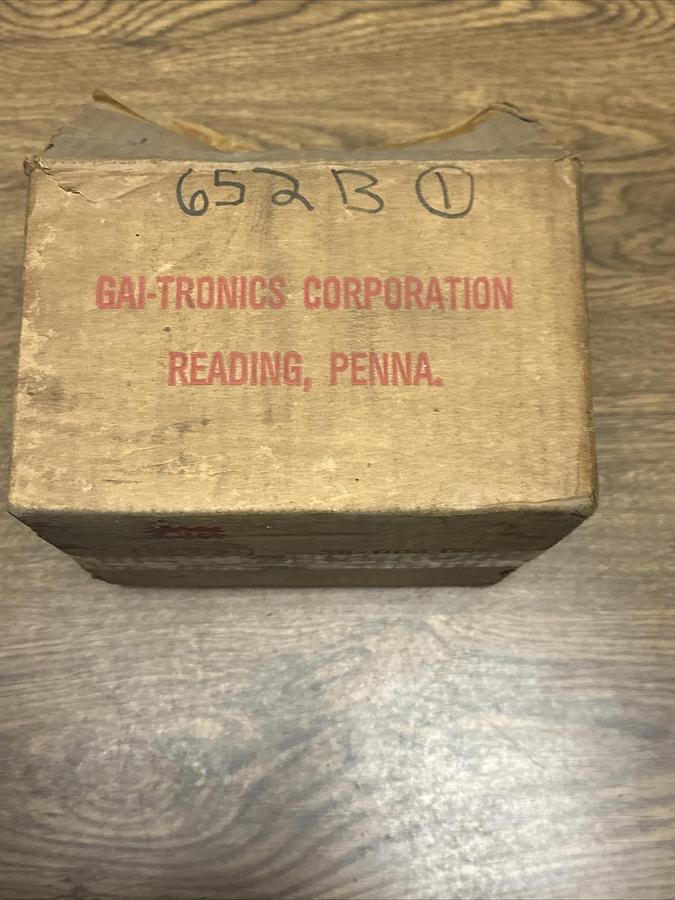 652B ①
GAI-TRONICS CORPORATION
READING, PENNA.